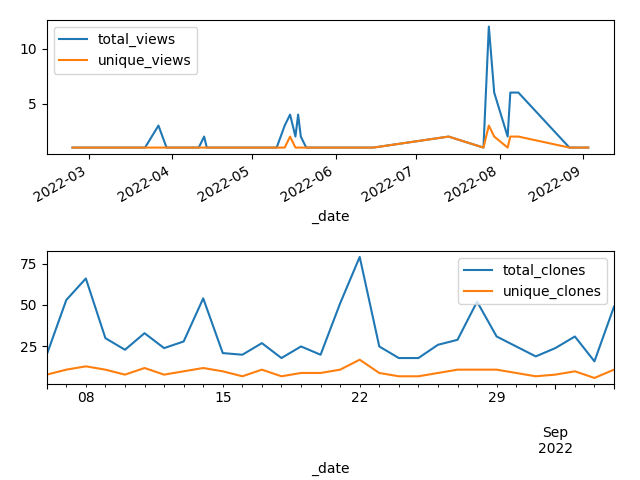 total_views
unique_views
10
5
2022-03 2022-04 2022-05 2022-06 2022-07 2022-08 2022-09
_date
total_clones
unique_clones
75
50
25
08 15 22 29
Sep
2022
_date